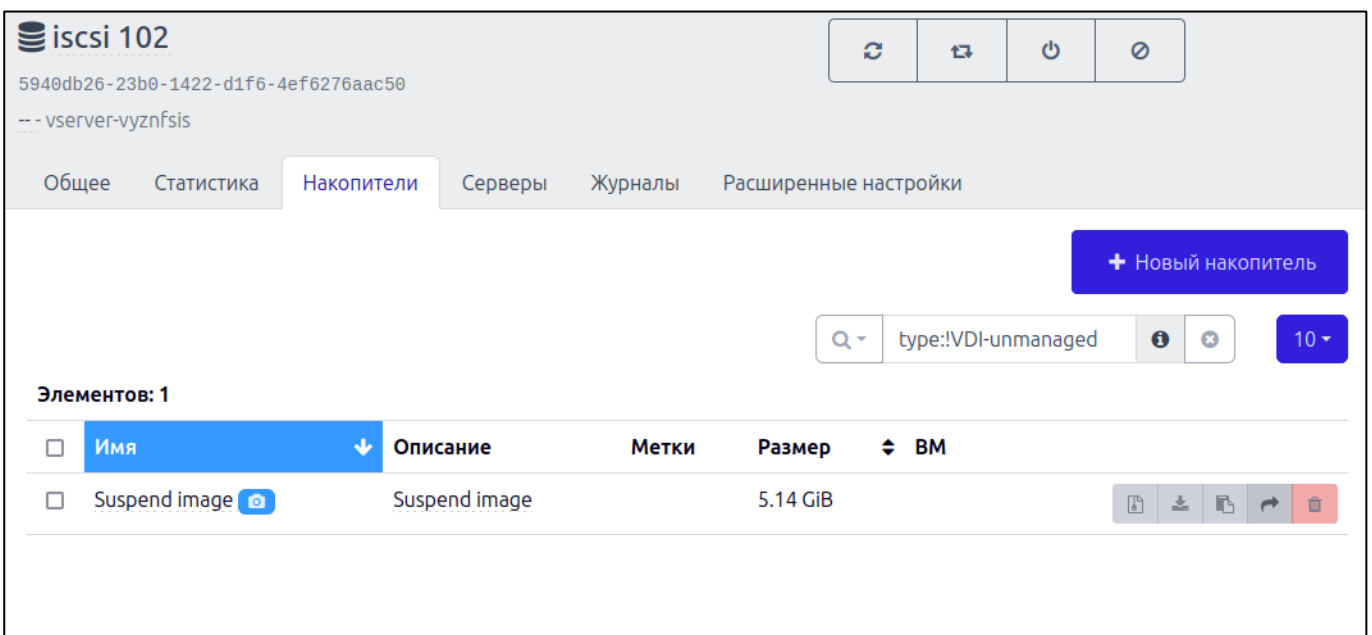 iscsi 102
5940db26-23b0-1422-d1f6-4ef6276aac50
-- - vserver-vyznfsis
Общее Статистика Накопители Серверы Журналы Расширенные настройки
+ Новый накопитель
type:!VDI-unmanaged 10
Элементов: 1
Имя Описание Метки Размер ВМ
Suspend image Suspend image 5.14 GiB